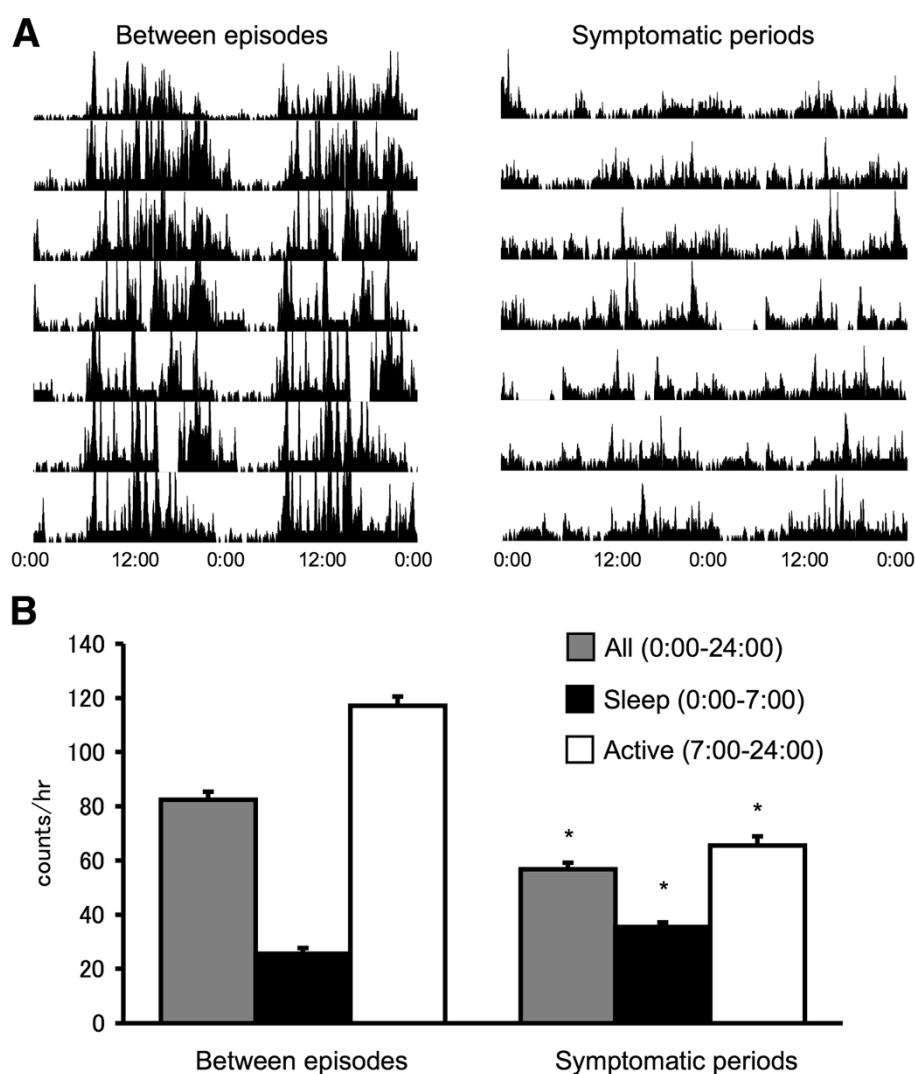 A
Between episodes
Symptomatic periods
0:00 12:00 0:00 12:00 0:00
0:00 12:00 0:00 12:00 0:00
B
140
120
100
80
60
40
20
0
counts/hr
All (0:00-24:00)
Sleep (0:00-7:00)
Active (7:00-24:00)
*
*
*
Between episodes
Symptomatic periods